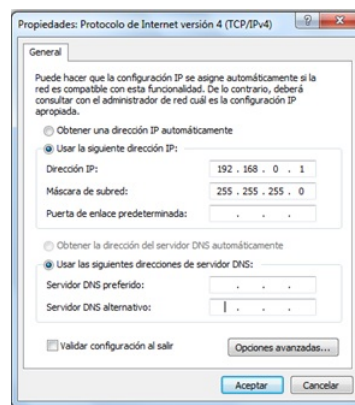 Propiedades: Protocolo de Internet versión 4 (TCP/IPv4)
General
Puede hacer que la configuración IP se asigne automáticamente si la
red es compatible con esta funcionalidad. De lo contrario, deberá
consultar con el administrador de red cuál es la configuración IP
apropiada.
Obtener una dirección IP automáticamente
Usar la siguiente dirección IP:
Dirección IP: 192 . 168 . 0 . 1
Máscara de subred: 255 . 255 . 255 . 0
Puerta de enlace predeterminada: . . .
Obtener la dirección del servidor DNS automáticamente
Usar las siguientes direcciones de servidor DNS:
Servidor DNS preferido: . . .
Servidor DNS alternativo: . . .
Validar configuración al salir
Opciones avanzadas...
Aceptar Cancelar